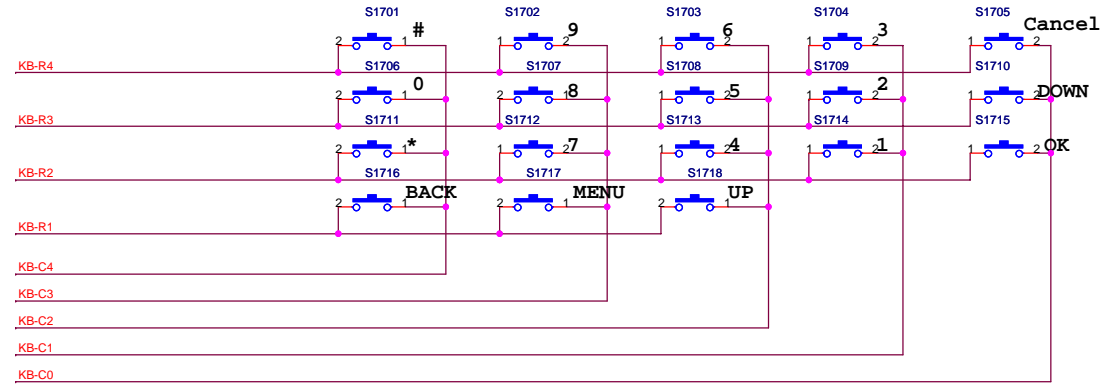 S1701 S1702 S1703 S1704 S1705
# 9 6 3 Cancel
2 1 1 2 1 2 1 2 1 2
KB-R4
S1706 S1707 S1708 S1709 S1710
0 8 5 2 DOWN
2 1 1 2 1 2 1 2 1 2
KB-R3
S1711 S1712 S1713 S1714 S1715
* 7 4 1 OK
2 1 1 2 1 2 1 2 1 2
KB-R2
S1716 S1717 S1718
BACK MENU UP
2 1 2 1 2 1
KB-R1
KB-C4
KB-C3
KB-C2
KB-C1
KB-C0